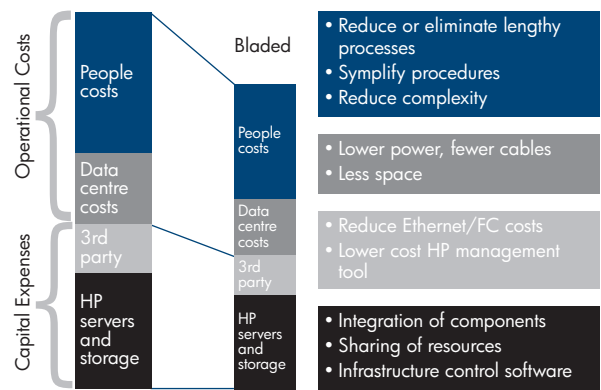 Operational Costs
Capital Expenses
People
costs
Data
centre
costs
3rd
party
HP
servers
and
storage
Bladed
People
costs
Data
centre
costs
3rd
party
HP
servers
and
storage
• Reduce or eliminate lengthy
processes
• Symplify procedures
• Reduce complexity
• Lower power, fewer cables
• Less space
• Reduce Ethernet/FC costs
• Lower cost HP management
tool
• Integration of components
• Sharing of resources
• Infrastructure control software